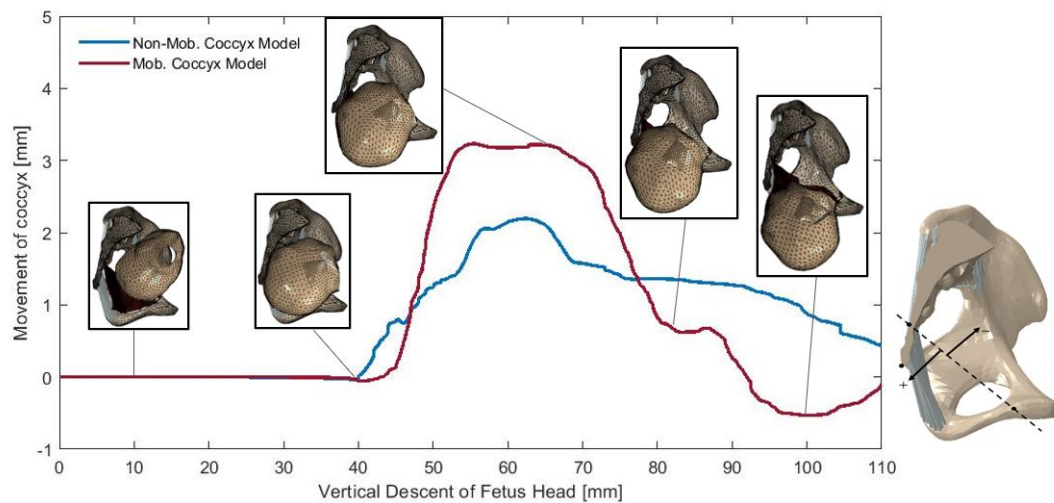 5
Non-Mob. Coccyx Model
Mob. Coccyx Model
4
3
2
1
0
-1
Movement of coccyx [mm]
0 10 20 30 40 50 60 70 80 90 100 110
Vertical Descent of Fetus Head [mm]
−
+